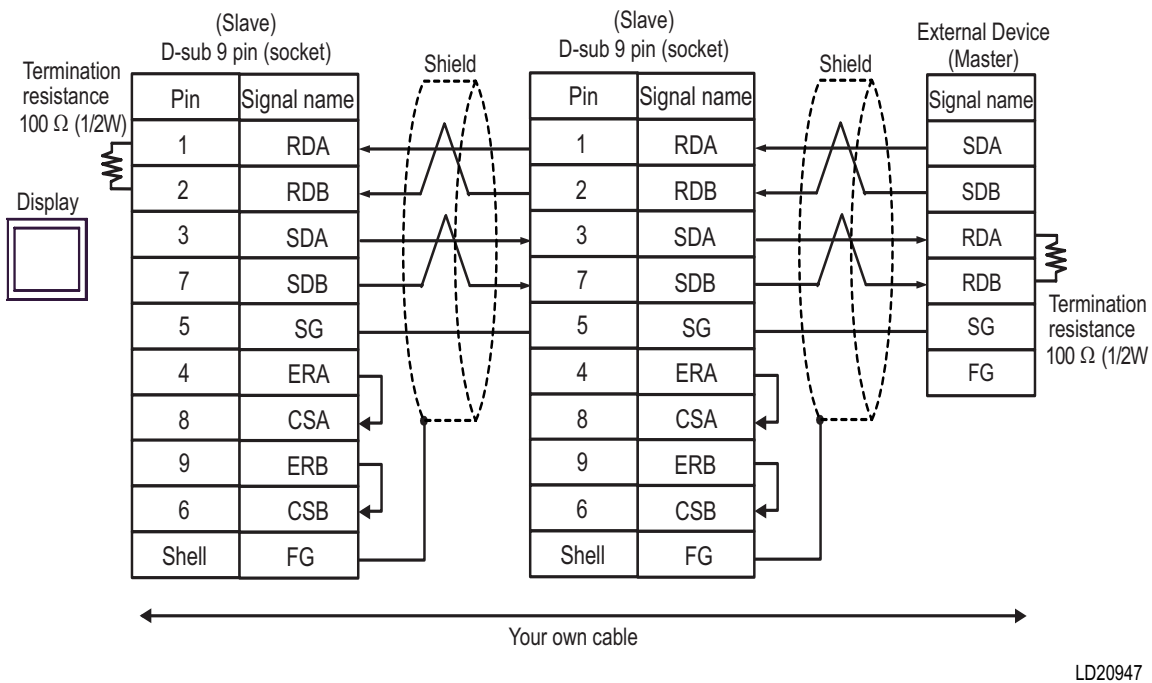 (Slave)
D-sub 9 pin (socket)
(Slave)
D-sub 9 pin (socket)
External Device
(Master)
Termination
resistance
100 Ω (1/2W)
Shield
Shield
Pin Signal name
1 RDA
2 RDB
3 SDA
7 SDB
5 SG
4 ERA
8 CSA
9 ERB
6 CSB
Shell FG
Pin Signal name
1 RDA
2 RDB
3 SDA
7 SDB
5 SG
4 ERA
8 CSA
9 ERB
6 CSB
Shell FG
Signal name
SDA
SDB
RDA
RDB
SG
FG
Display
Termination
resistance
100 Ω (1/2W
Your own cable
LD20947